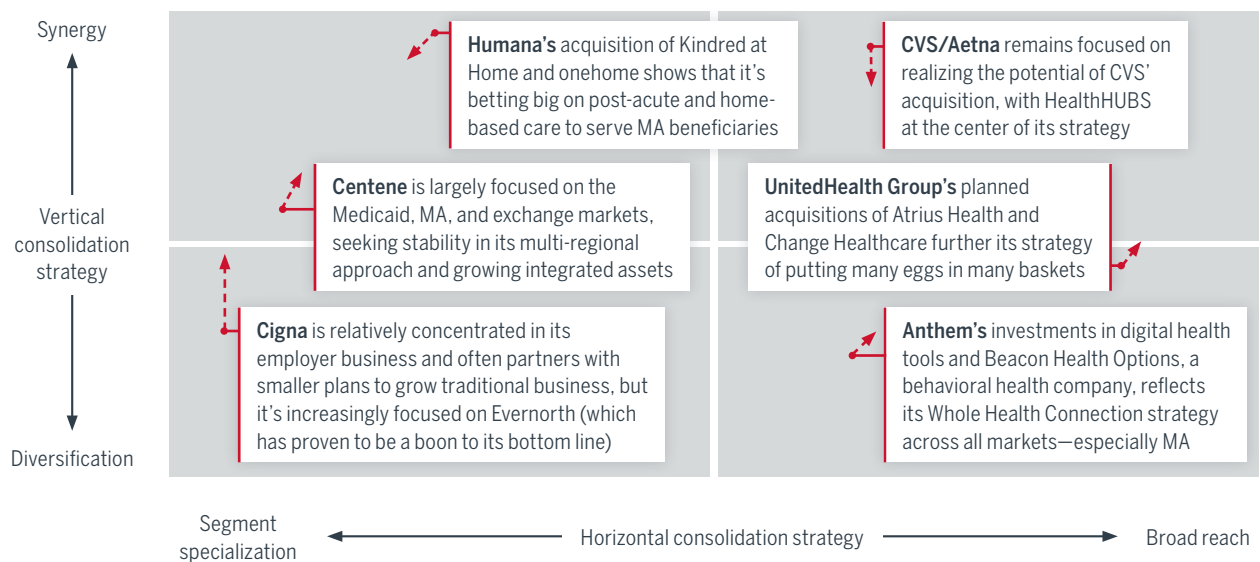 Synergy
Vertical
consolidation
strategy
Diversification
Humana's acquisition of Kindred at
Home and onehome shows that it's
betting big on post-acute and home-
based care to serve MA beneficiaries
CVS/Aetna remains focused on
realizing the potential of CVS'
acquisition, with HealthHUBS
at the center of its strategy
Centene is largely focused on the
Medicaid, MA, and exchange markets,
seeking stability in its multi-regional
approach and growing integrated assets
UnitedHealth Group's planned
acquisitions of Atrius Health and
Change Healthcare further its strategy
of putting many eggs in many baskets
Cigna is relatively concentrated in its
employer business and often partners with
smaller plans to grow traditional business, but
it's increasingly focused on Evernorth (which
has proven to be a boon to its bottom line)
Anthem's investments in digital health
tools and Beacon Health Options, a
behavioral health company, reflects
its Whole Health Connection strategy
across all markets—especially MA
Segment
specialization
Horizontal consolidation strategy
Broad reach